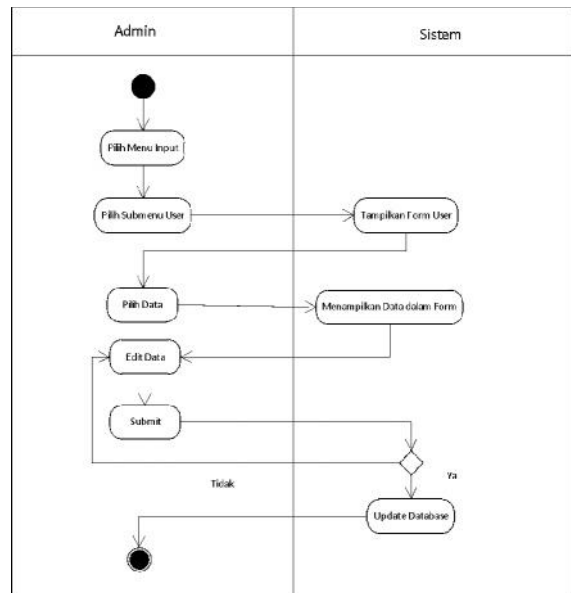 Admin
Sistem
Pilih Menu Input
Pilih Submenu User
Tampilkan Form User
Pilih Data
Menampilkan Data dalam Form
Edit Data
Submit
Ya
Tidak
Update Database